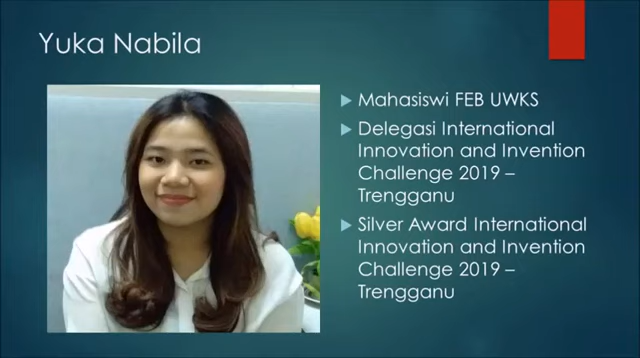 Yuka Nabila
Mahasiswi FEB UWKS
Delegasi International
Innovation and Invention
Challenge 2019 –
Trengganu
Silver Award International
Innovation and Invention
Challenge 2019 –
Trengganu